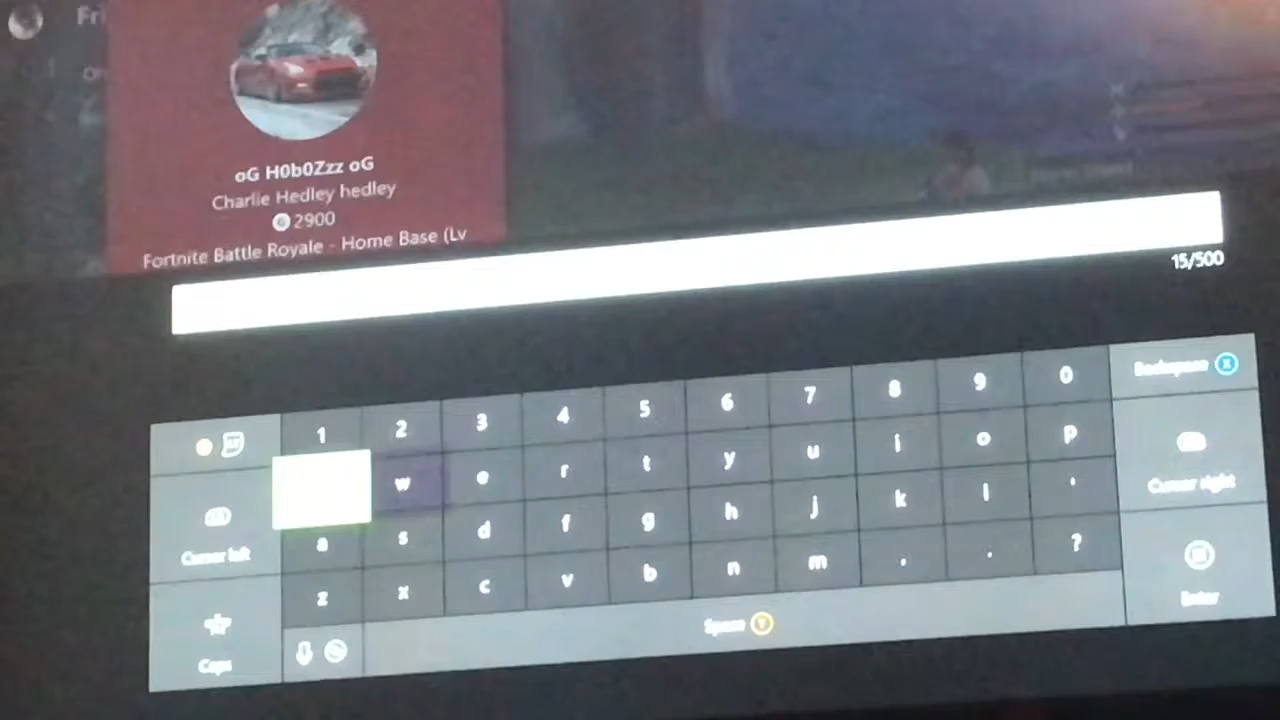 Fri
oG H0b0Zzz oG
Charlie Hedley hedley
2900
Fortnite Battle Royale - Home Base (Lv
15/500
1 2 3 4 5 6 7 8 9 0 Backspace X
w e r t y u i o p
Cursor left a s d f g h j k l ' Cursor right
z x c v b n m , . ?
Caps Space Y Enter